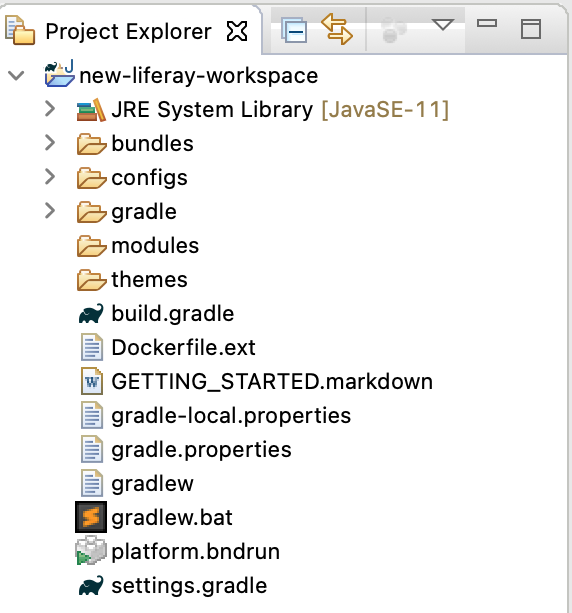 Project Explorer
new-liferay-workspace
JRE System Library [JavaSE-11]
bundles
configs
gradle
modules
themes
build.gradle
Dockerfile.ext
GETTING_STARTED.markdown
gradle-local.properties
gradle.properties
gradlew
gradlew.bat
platform.bndrun
settings.gradle